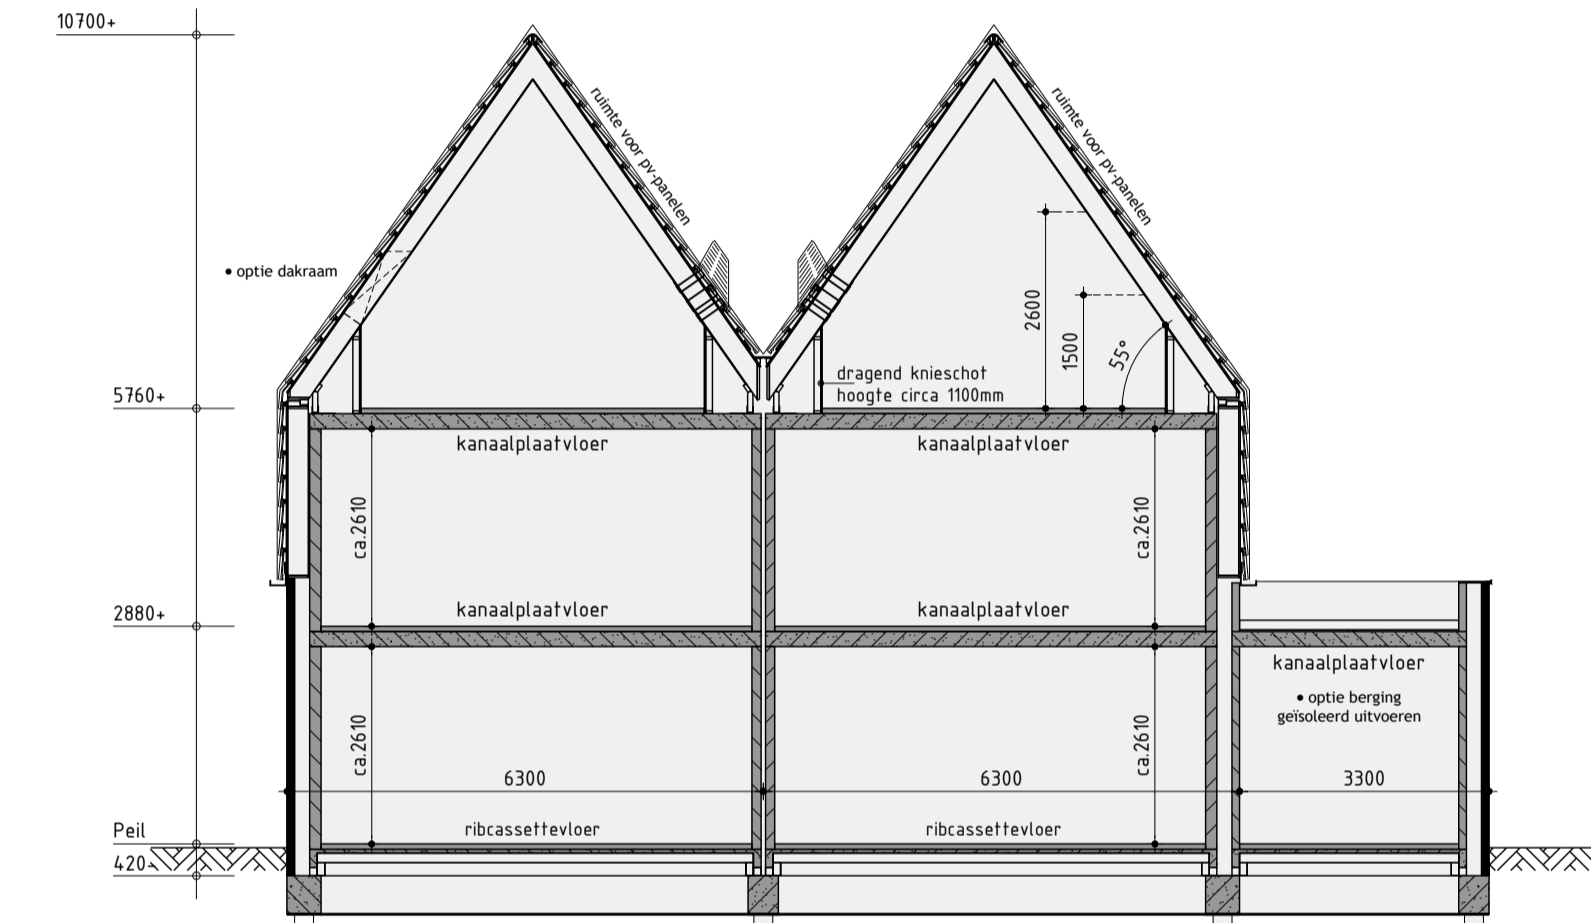 10700+
ruimte voor pv-panelen
ruimte voor pv-panelen
• optie dakraam
2600
1500
55°
dragend knieschot
hoogte circa 1100mm
5760+
kanaalplaatvloer
kanaalplaatvloer
ca.2610
ca.2610
2880+
kanaalplaatvloer
kanaalplaatvloer
kanaalplaatvloer
• optie berging
geïsoleerd uitvoeren
ca.2610
ca.2610
6300
6300
3300
Peil
ribcassettevloer
ribcassettevloer
420-